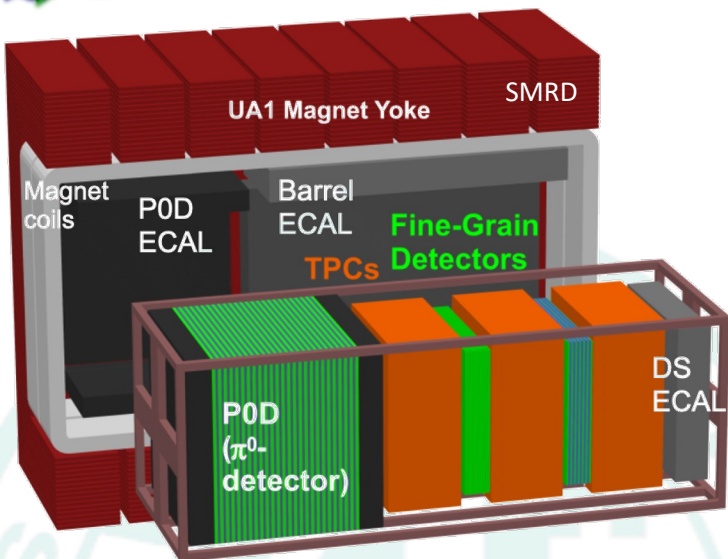 SMRD
UA1 Magnet Yoke
Magnet
coils
P0D
ECAL
Barrel
ECAL
Fine-Grain
Detectors
TPCs
DS
ECAL
P0D
(π⁰-
detector)